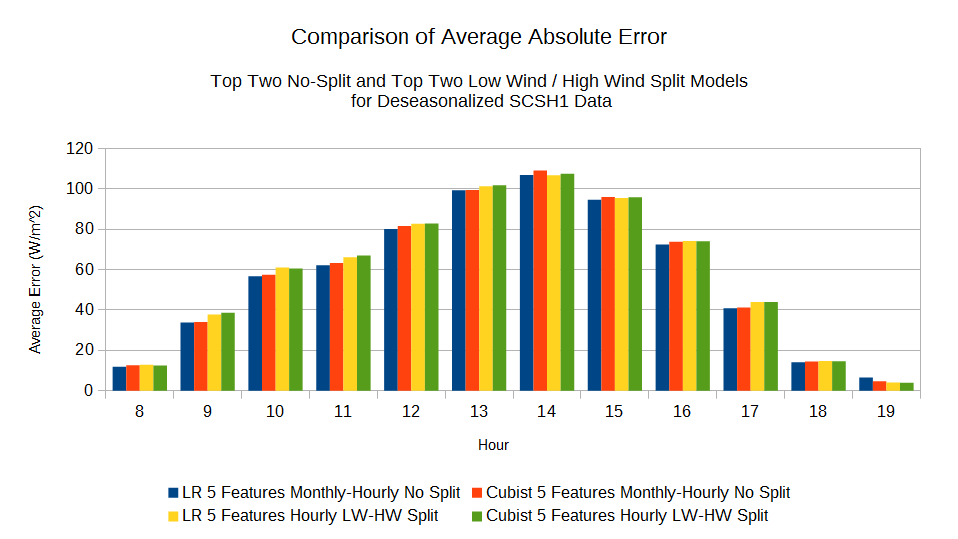 Comparison of Average Absolute Error
Top Two No-Split and Top Two Low Wind / High Wind Split Models
for Deseasonalized SCSH1 Data
Average Error (W/m^2)
120
100
80
60
40
20
0
8 9 10 11 12 13 14 15 16 17 18 19
Hour
LR 5 Features Monthly-Hourly No Split Cubist 5 Features Monthly-Hourly No Split
LR 5 Features Hourly LW-HW Split Cubist 5 Features Hourly LW-HW Split